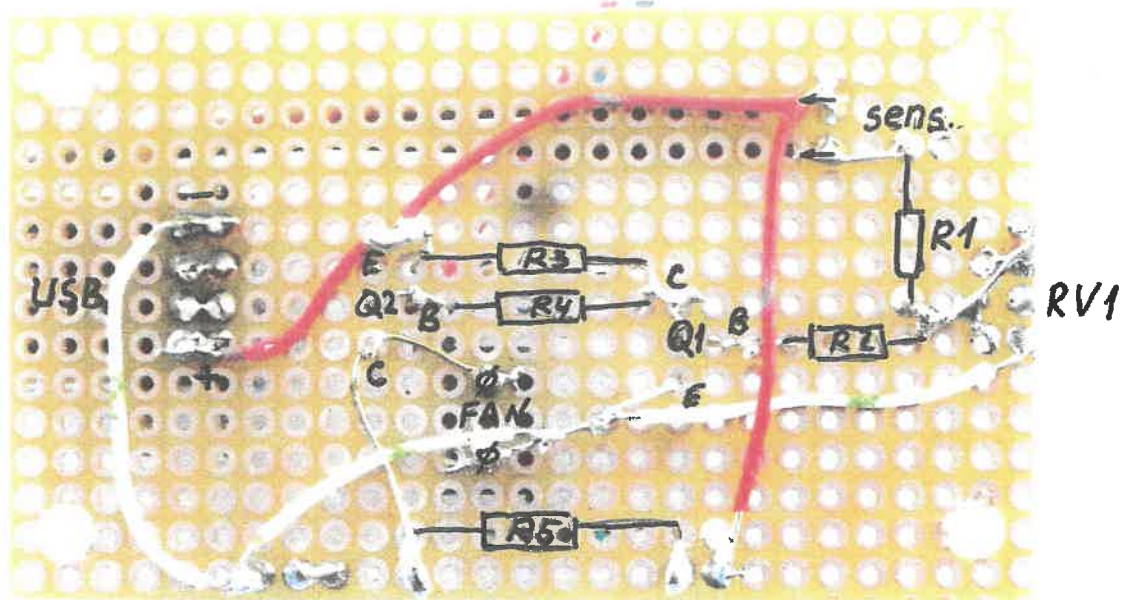 sens.
-
R1
E
R3
C
USB
Q2
B
R4
RV1
Q1
B
R2
+
C
Ø
E
FAN
Ø
R5